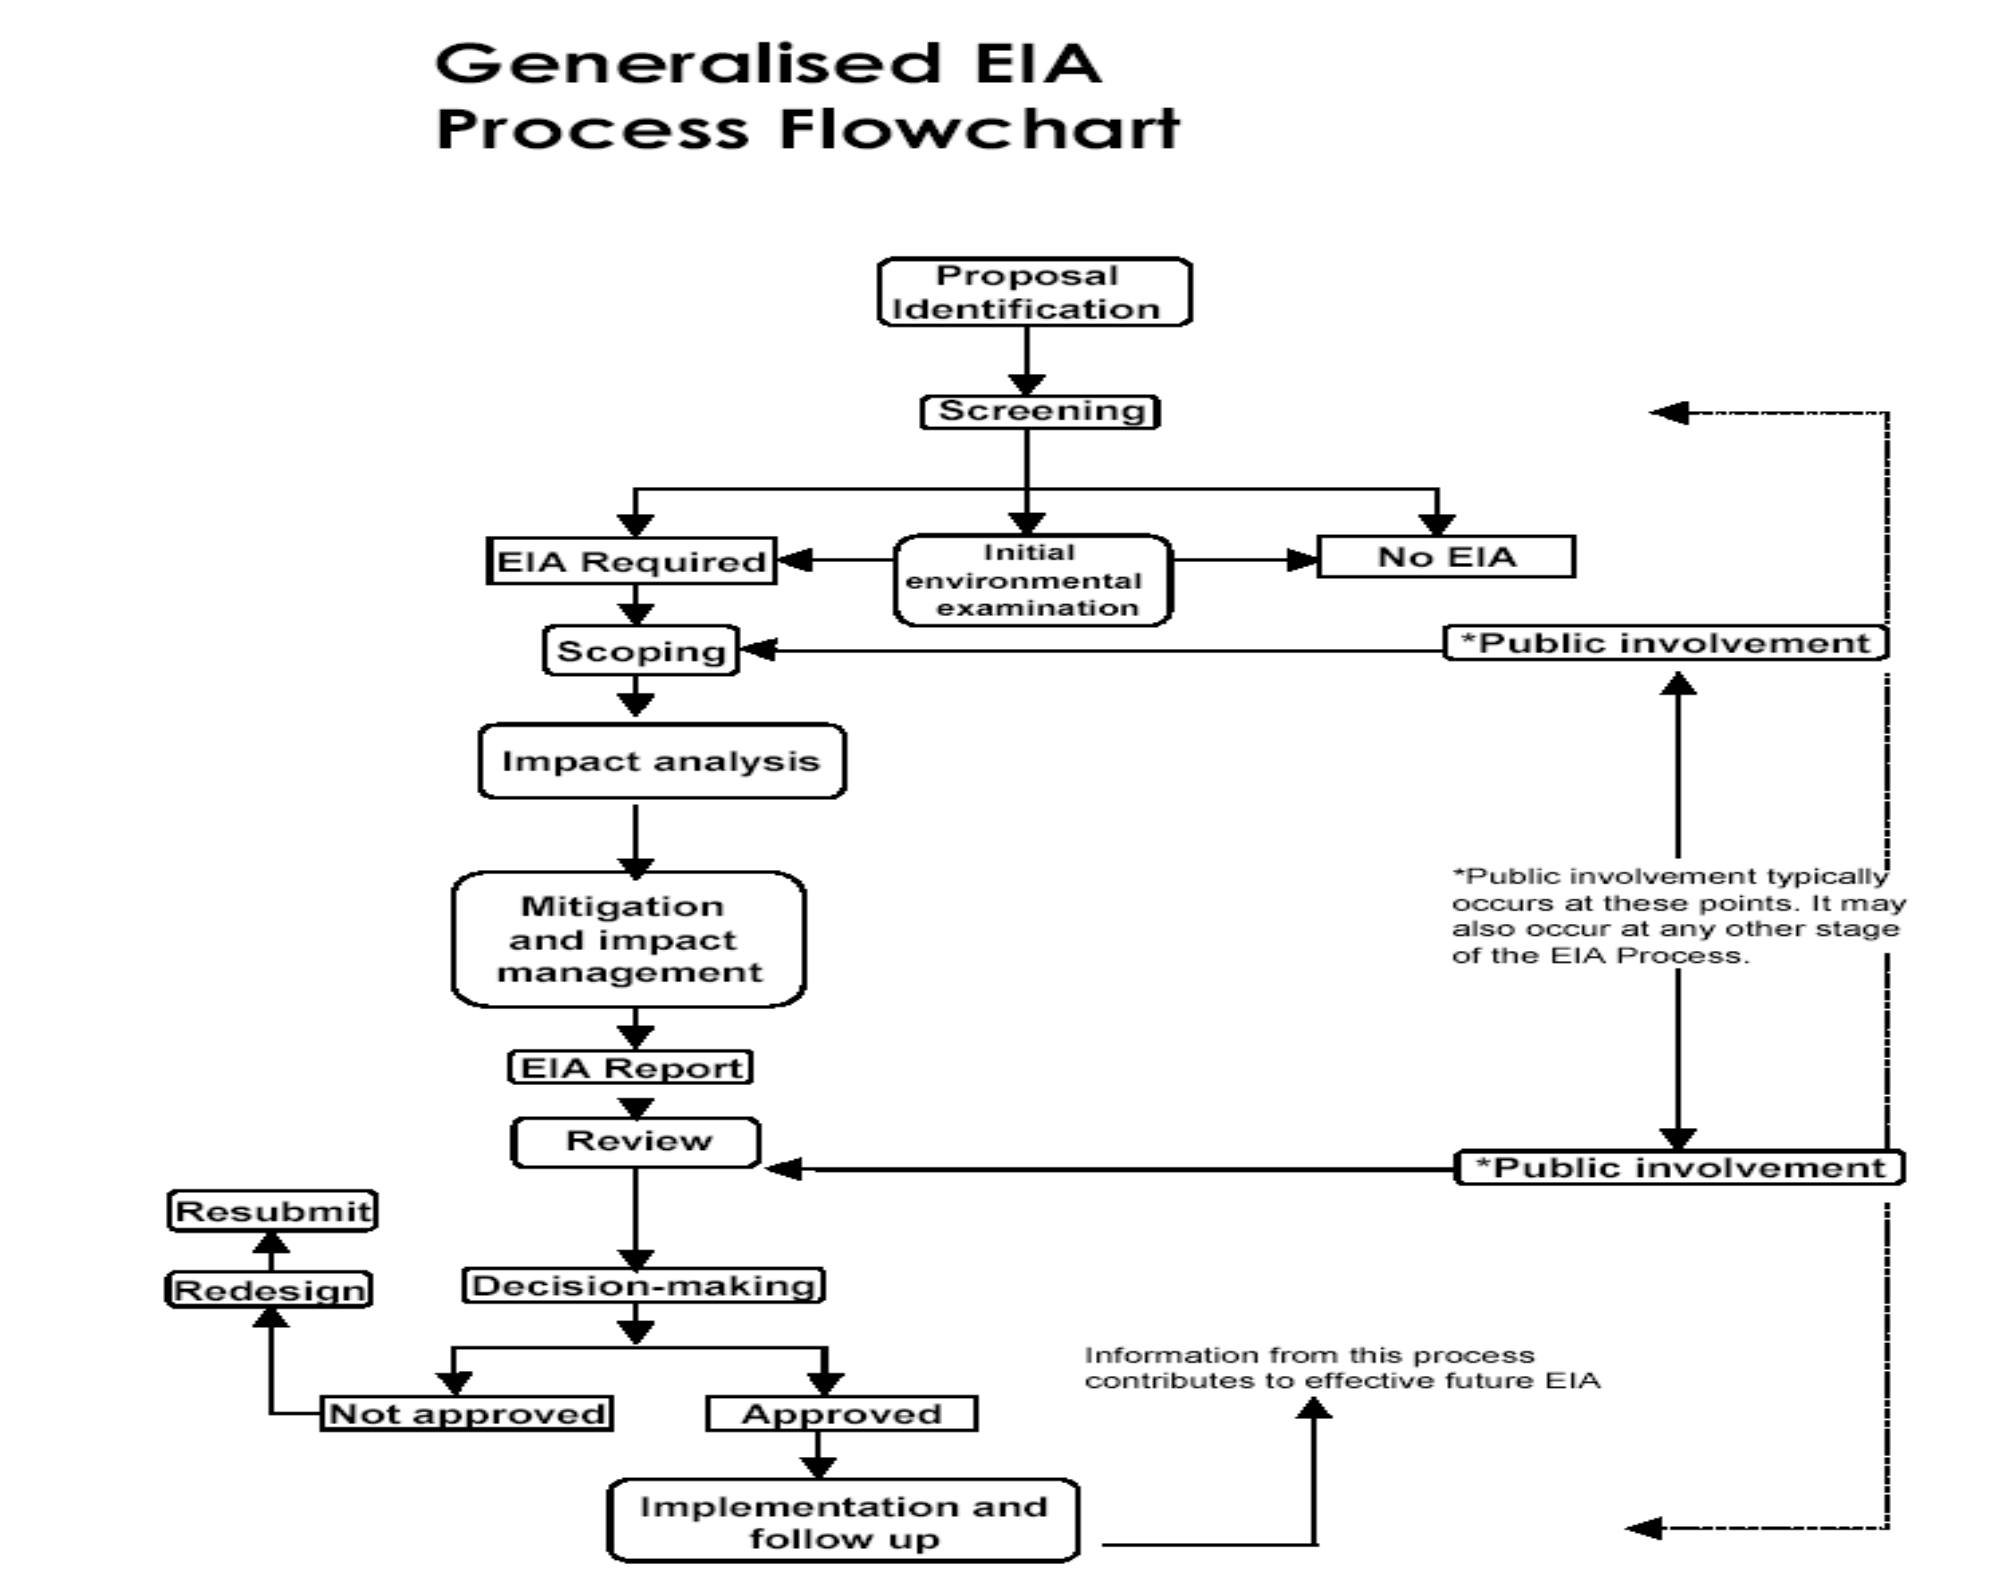 Generalised EIA
Process Flowchart
Proposal
Identification
Screening
EIA Required
Initial
environmental
examination
No EIA
Scoping
*Public involvement
Impact analysis
Mitigation
and impact
management
*Public involvement typically
occurs at these points. It may
also occur at any other stage
of the EIA Process.
EIA Report
Review
*Public involvement
Resubmit
Redesign
Decision-making
Information from this process
contributes to effective future EIA
Not approved
Approved
Implementation and
follow up